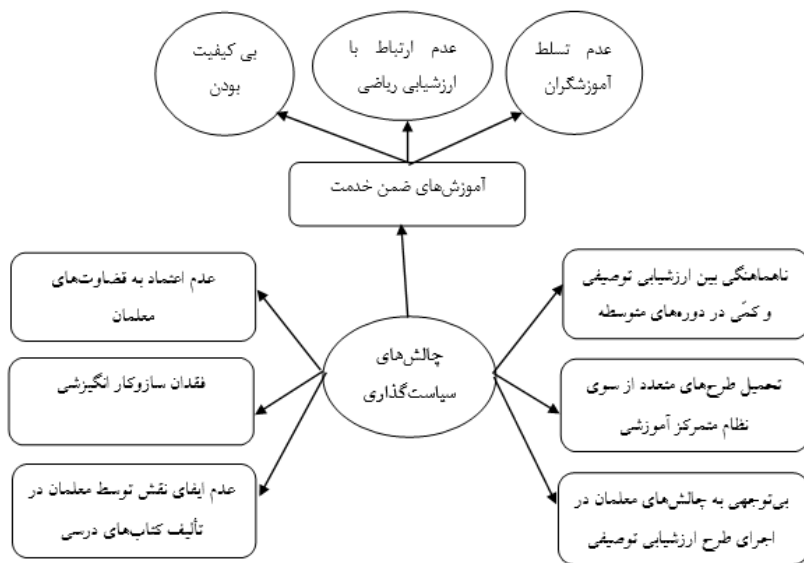 عدم تسلط
آموزشگران
عدم ارتباط با
ارزشیابی ریاضی
بی کیفیت
بودن
آموزش‌های ضمن خدمت
ناهماهنگی بین ارزشیابی توصیفی
و کمّی در دوره‌های متوسطه
عدم اعتماد به قضاوت‌های
معلمان
چالش‌های
سیاست‌گذاری
تحمیل طرح‌های متعدد از سوی
نظام متمرکز آموزشی
فقدان سازوکار انگیزشی
بی‌توجهی به چالش‌های معلمان در
اجرای طرح ارزشیابی توصیفی
عدم ایفای نقش توسط معلمان در
تألیف کتاب‌های درسی